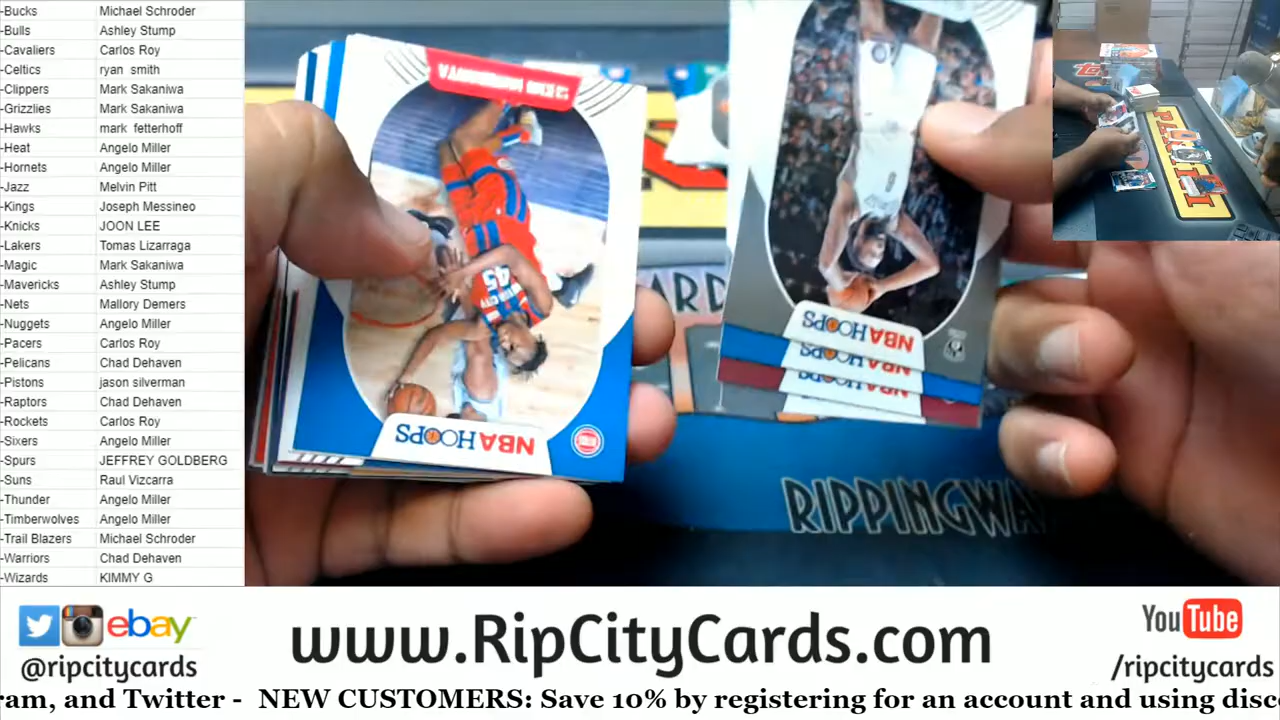 -Bucks Michael Schroder
-Bulls Ashley Stump
-Cavaliers Carlos Roy
-Celtics ryan smith
-Clippers Mark Sakaniwa
-Grizzlies Mark Sakaniwa
-Hawks mark fetterhoff
-Heat Angelo Miller
-Hornets Angelo Miller
-Jazz Melvin Pitt
-Kings Joseph Messineo
-Knicks JOON LEE
-Lakers Tomas Lizarraga
-Magic Mark Sakaniwa
-Mavericks Ashley Stump
-Nets Mallory Demers
-Nuggets Angelo Miller
-Pacers Carlos Roy
-Pelicans Chad Dehaven
-Pistons jason silverman
-Raptors Chad Dehaven
-Rockets Carlos Roy
-Sixers Angelo Miller
-Spurs JEFFREY GOLDBERG
-Suns Raul Vizcarra
-Thunder Angelo Miller
-Timberwolves Angelo Miller
-Trail Blazers Michael Schroder
-Warriors Chad Dehaven
-Wizards KIMMY G
45
NBA HOOPS
NBA HOOPS
NBA HOOPS
NBA HOOPS
ARD
RIPPINGWA
PANINI
ebay
@ripcitycards
www.RipCityCards.com
YouTube
/ripcitycards
ram, and Twitter - NEW CUSTOMERS: Save 10% by registering for an account and using disc